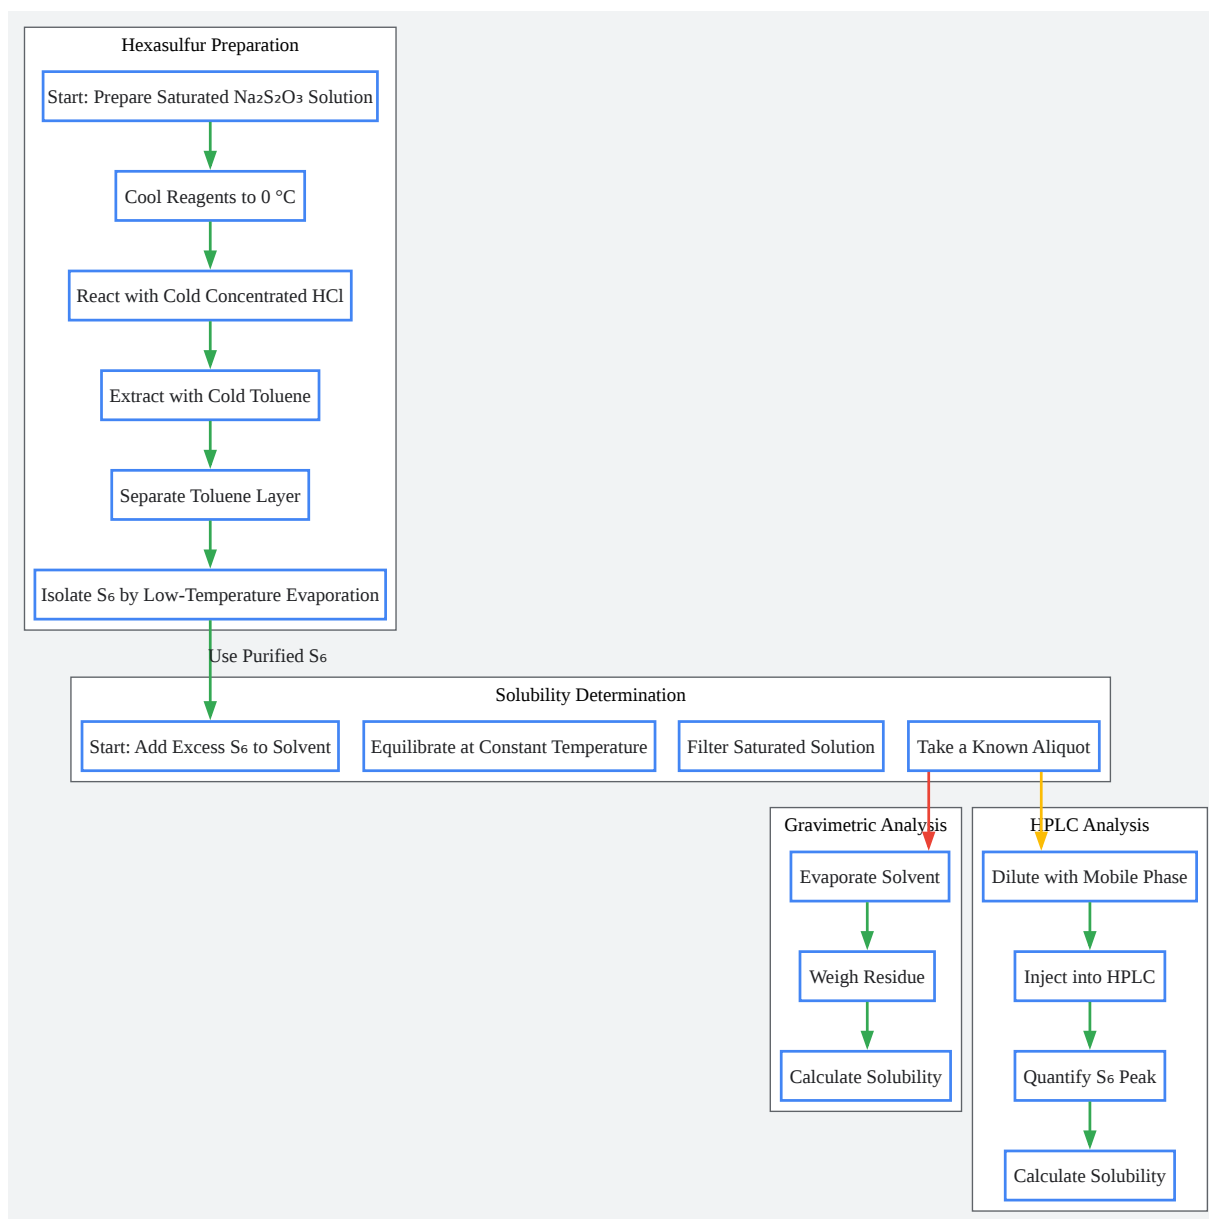 Hexasulfur Preparation
Start: Prepare Saturated Na₂S₂O₃ Solution
Cool Reagents to 0 °C
React with Cold Concentrated HCl
Extract with Cold Toluene
Separate Toluene Layer
Isolate S₆ by Low-Temperature Evaporation
Use Purified S₆
Solubility Determination
Start: Add Excess S₆ to Solvent
Equilibrate at Constant Temperature
Filter Saturated Solution
Take a Known Aliquot
Gravimetric Analysis
Evaporate Solvent
Weigh Residue
Calculate Solubility
HPLC Analysis
Dilute with Mobile Phase
Inject into HPLC
Quantify S₆ Peak
Calculate Solubility